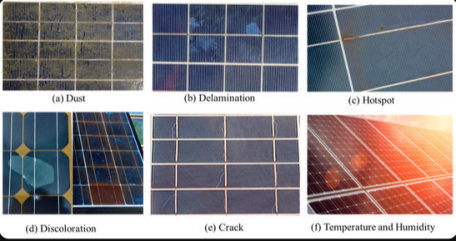 (a) Dust
(b) Delamination
(c) Hotspot
(d) Discoloration
(e) Crack
(f) Temperature and Humidity